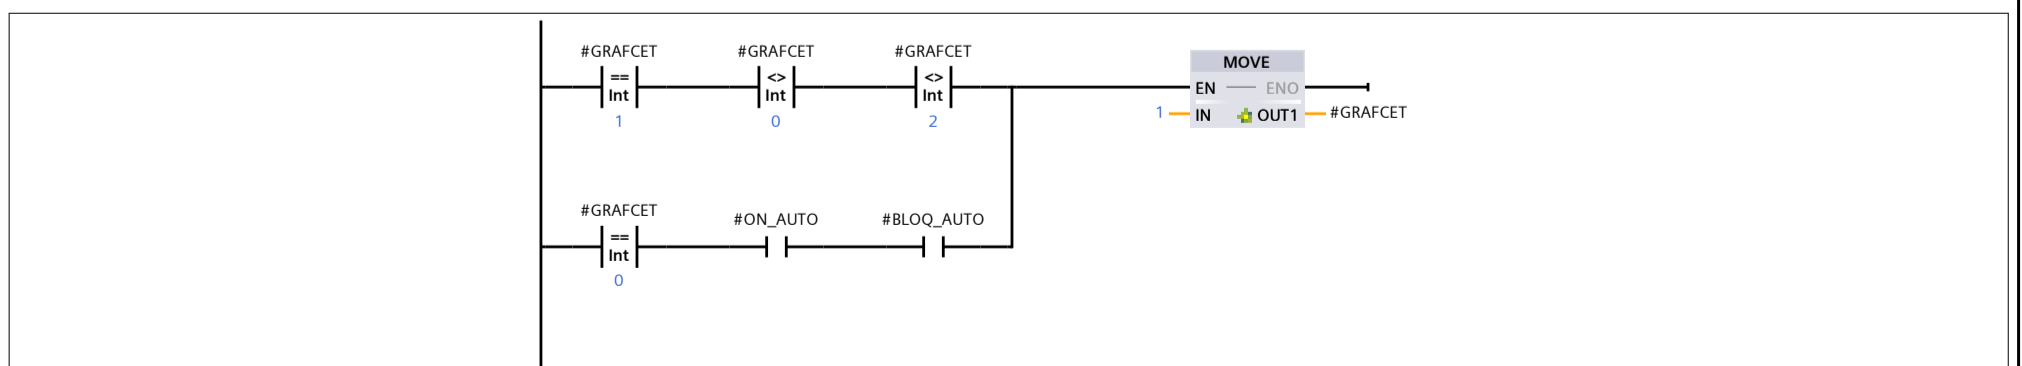 #GRAFCET #GRAFCET #GRAFCET
== <> <> MOVE
Int Int Int EN ENO
1 0 2 1 IN OUT1 #GRAFCET
#GRAFCET #ON_AUTO #BLOQ_AUTO
==
Int
0